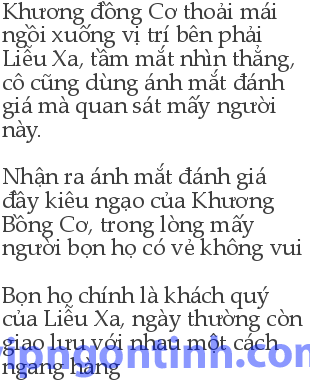 Khương đồng Cơ thoải mái
ngồi xuống vị trí bên phải
Liễu Xa, tầm mắt nhìn thẳng,
cô cũng dùng ánh mắt đánh
giá mà quan sát mấy người
này.
Nhận ra ánh mắt đánh giá
đầy kiêu ngạo của Khương
Bồng Cơ, trong lòng mấy
người bọn họ có vẻ không vui
Bọn họ chính là khách quý
của Liễu Xa, ngày thường còn
giao lưu với nhau một cách
ngang hàng
vipngontinh.com